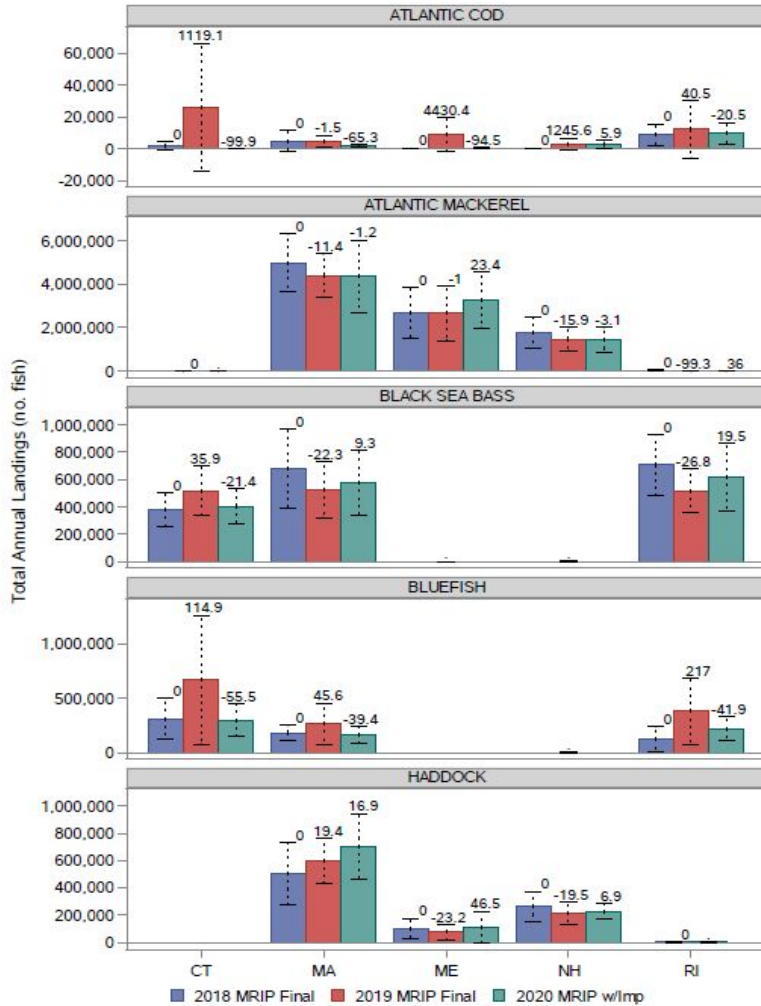 ATLANTIC COD
1119.1
60,000
40,000
20,000
0
-20,000
0 -99.9 0 -1.5 -65.3 0 4430.4 -94.5 0 1245.6 5.9 0 40.5 -20.5
ATLANTIC MACKEREL
6,000,000
4,000,000
2,000,000
0
0 0 -11.4 -1.2 0 -1 23.4 0 -15.9 -3.1 0 -99.3 36
Total Annual Landings (no. fish)
BLACK SEA BASS
1,000,000
800,000
600,000
400,000
200,000
0
0 35.9 -21.4 0 -22.3 9.3 0 -26.8 19.5
BLUEFISH
114.9
1,000,000
500,000
0
0 -55.5 0 45.6 -39.4 0 217 -41.9
HADDOCK
1,000,000
800,000
600,000
400,000
200,000
0
0 19.4 16.9 0 -23.2 46.5 0 -19.5 6.9 0
CT MA ME NH RI
2018 MRIP Final 2019 MRIP Final 2020 MRIP w/Imp